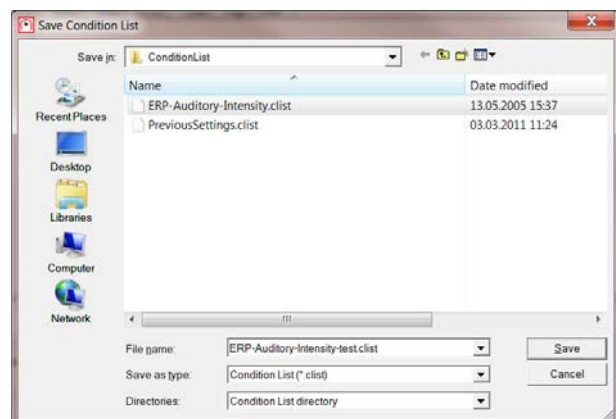 Save Condition List
Save in: ConditionList
Name Date modified
ERP-Auditory-Intensity.clist 13.05.2005 15:37
PreviousSettings.clist 03.03.2011 11:24
Recent Places
Desktop
Libraries
Computer
Network
File name: ERP-Auditory-Intensity-test.clist Save
Save as type: Condition List (*.clist) Cancel
Directories: Condition List directory